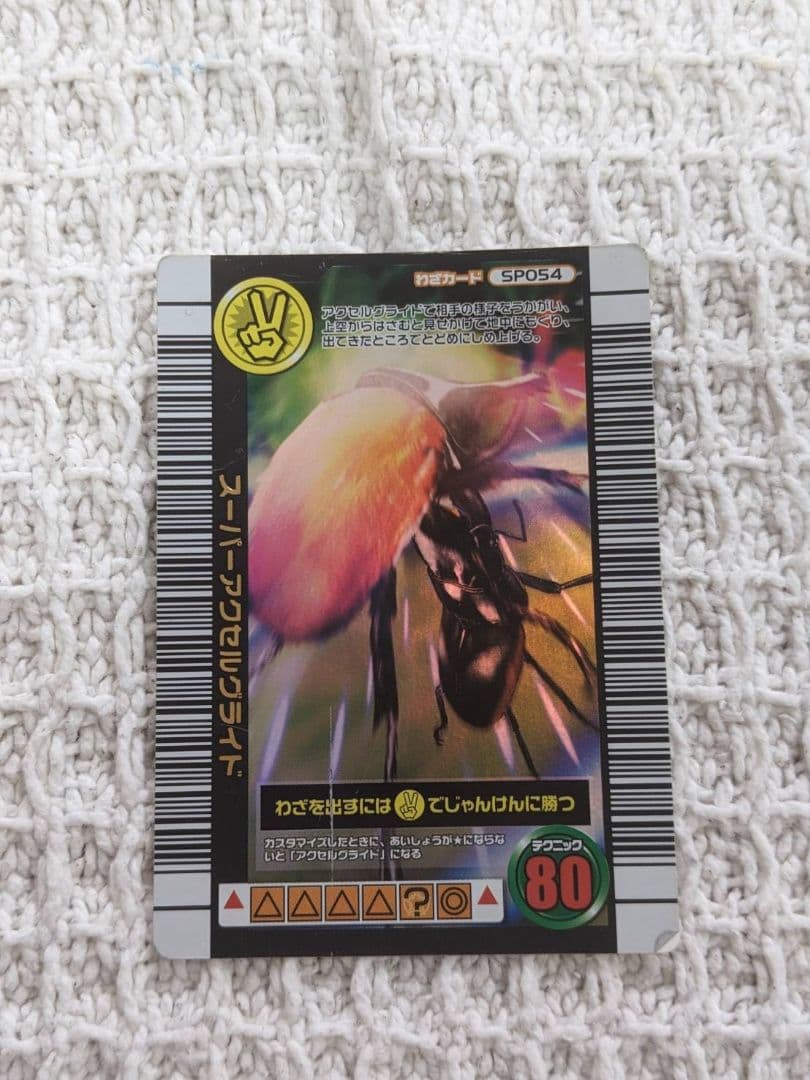 わざカード SP054
アクセルグライドで相手の様子をうかがい、
上空からはさむと見せかけて地中にもぐり、
出てきたところでとどめにしめ上げる。
スーパーアクセルグライド
わざを出すには でじゃんけんに勝つ
カスタマイズしたときに、あいしょうが★にならな
いと「アクセルグライド」になる
テクニック
80
▲ △ △ △ △ ? ◎ ▲